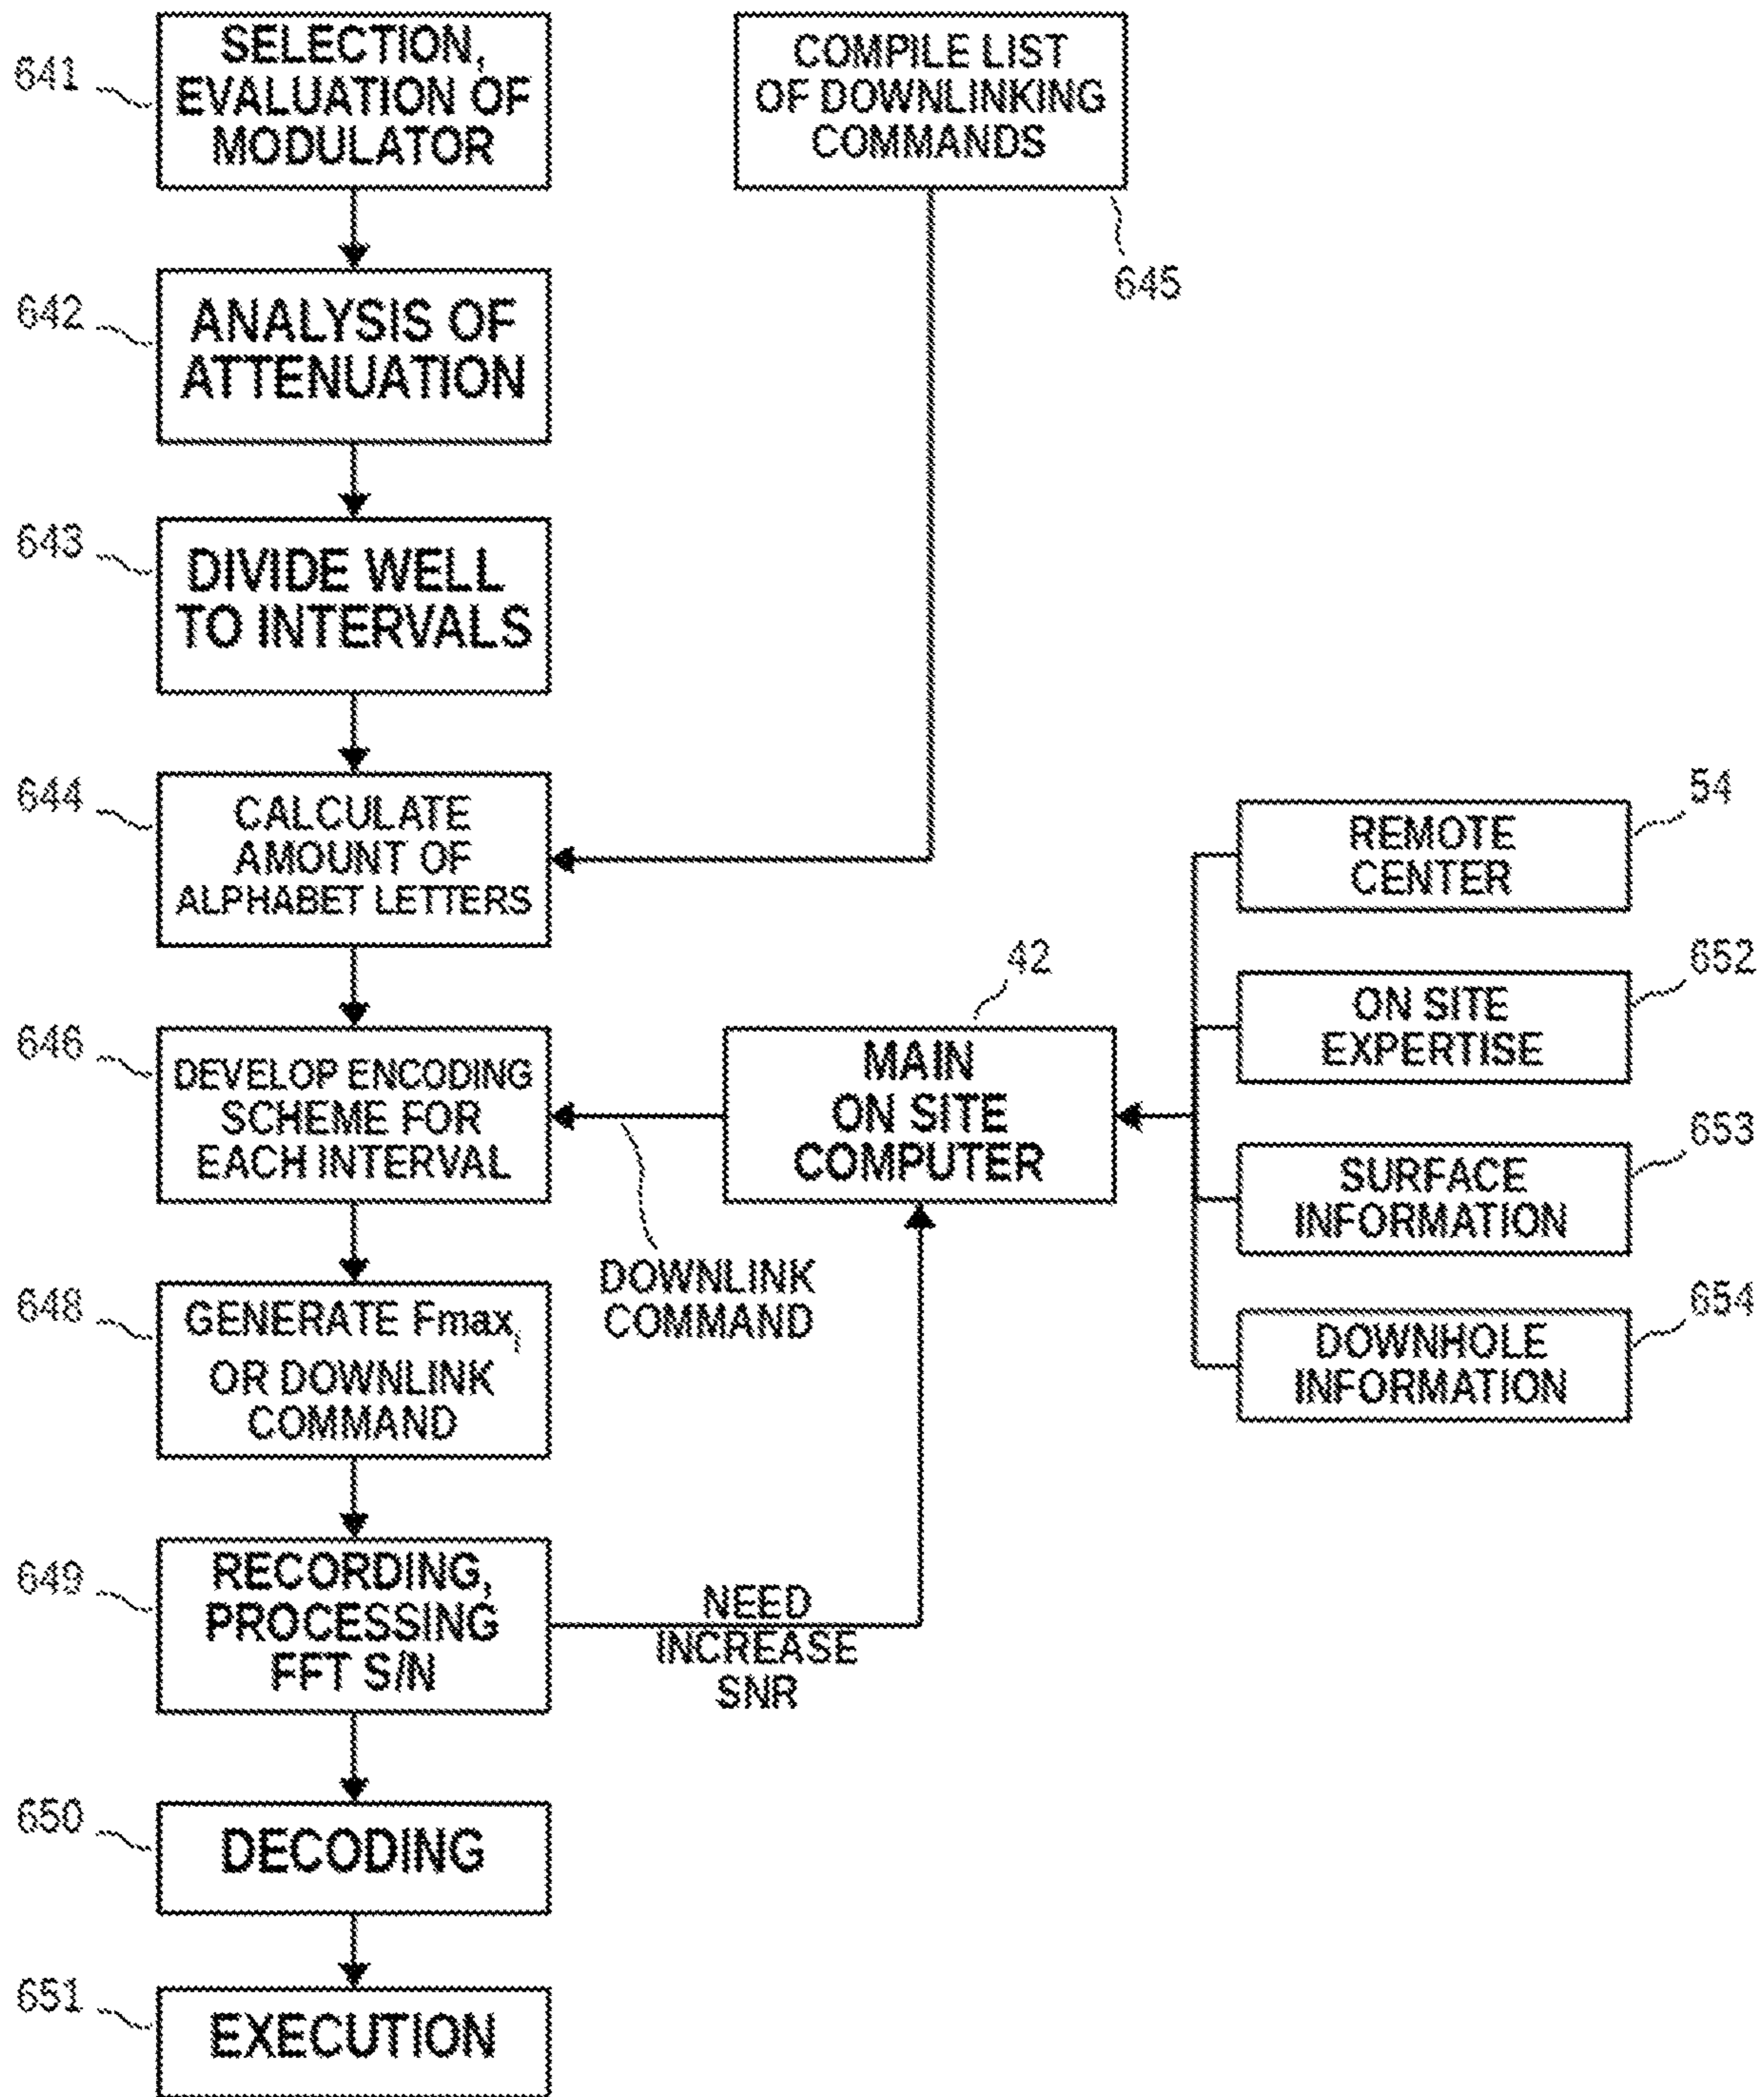 641
SELECTION,
EVALUATION OF
MODULATOR
COMPILE LIST
OF DOWNLINKING
COMMANDS
645
642
ANALYSIS OF
ATTENUATION
643
DIVIDE WELL
TO INTERVALS
644
CALCULATE
AMOUNT OF
ALPHABET LETTERS
54
REMOTE
CENTER
652
ON SITE
EXPERTISE
653
SURFACE
INFORMATION
654
DOWNHOLE
INFORMATION
42
MAIN
ON SITE
COMPUTER
646
DEVELOP ENCODING
SCHEME FOR
EACH INTERVAL
DOWNLINK
COMMAND
648
GENERATE Fmax,
OR DOWNLINK
COMMAND
649
RECORDING,
PROCESSING
FFT S/N
NEED
INCREASE
SNR
650
DECODING
651
EXECUTION